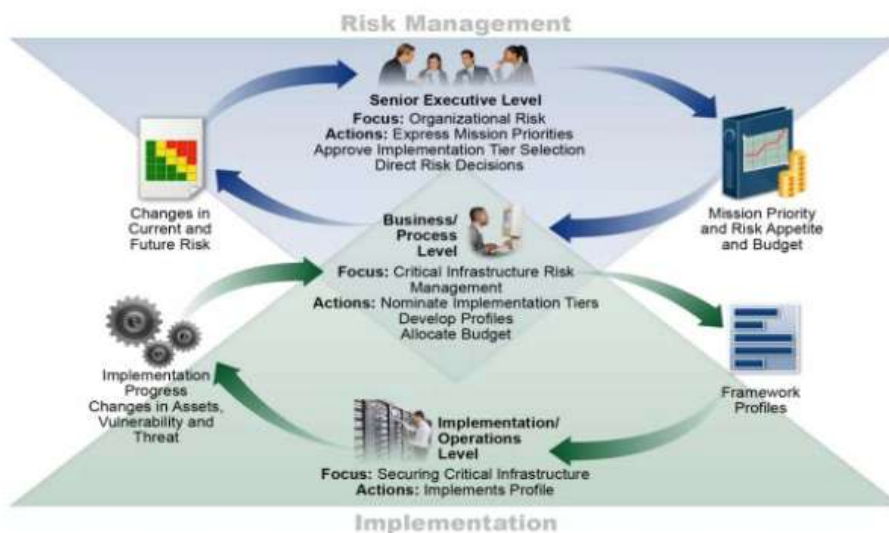 Risk Management
Senior Executive Level
Focus: Organizational Risk
Actions: Express Mission Priorities
Approve Implementation Tier Selection
Direct Risk Decisions
Changes in
Current and
Future Risk
Mission Priority
and Risk Appetite
and Budget
Business/
Process
Level
Focus: Critical Infrastructure Risk
Management
Actions: Nominate Implementation Tiers
Develop Profiles
Allocate Budget
Implementation
Progress
Changes in Assets,
Vulnerability and
Threat
Framework
Profiles
Implementation/
Operations
Level
Focus: Securing Critical Infrastructure
Actions: Implements Profile
Implementation